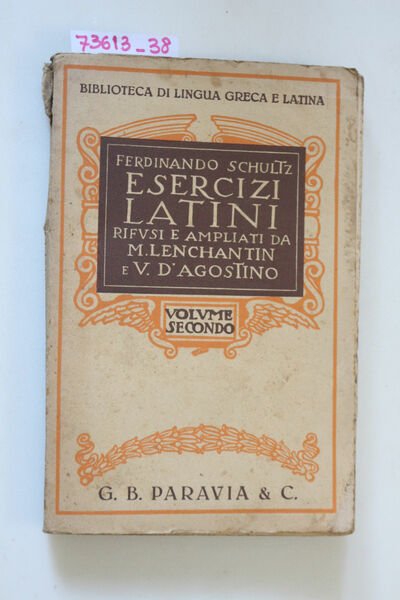 73613_38
BIBLIOTECA DI LINGUA GRECA E LATINA
FERDINANDO SCHULTZ
ESERCIZI
LATINI
RIFVSI E AMPLIATI DA
M. LENCHANTIN
E V. D'AGOSTINO
VOLVME
SECONDO
G. B. PARAVIA & C.